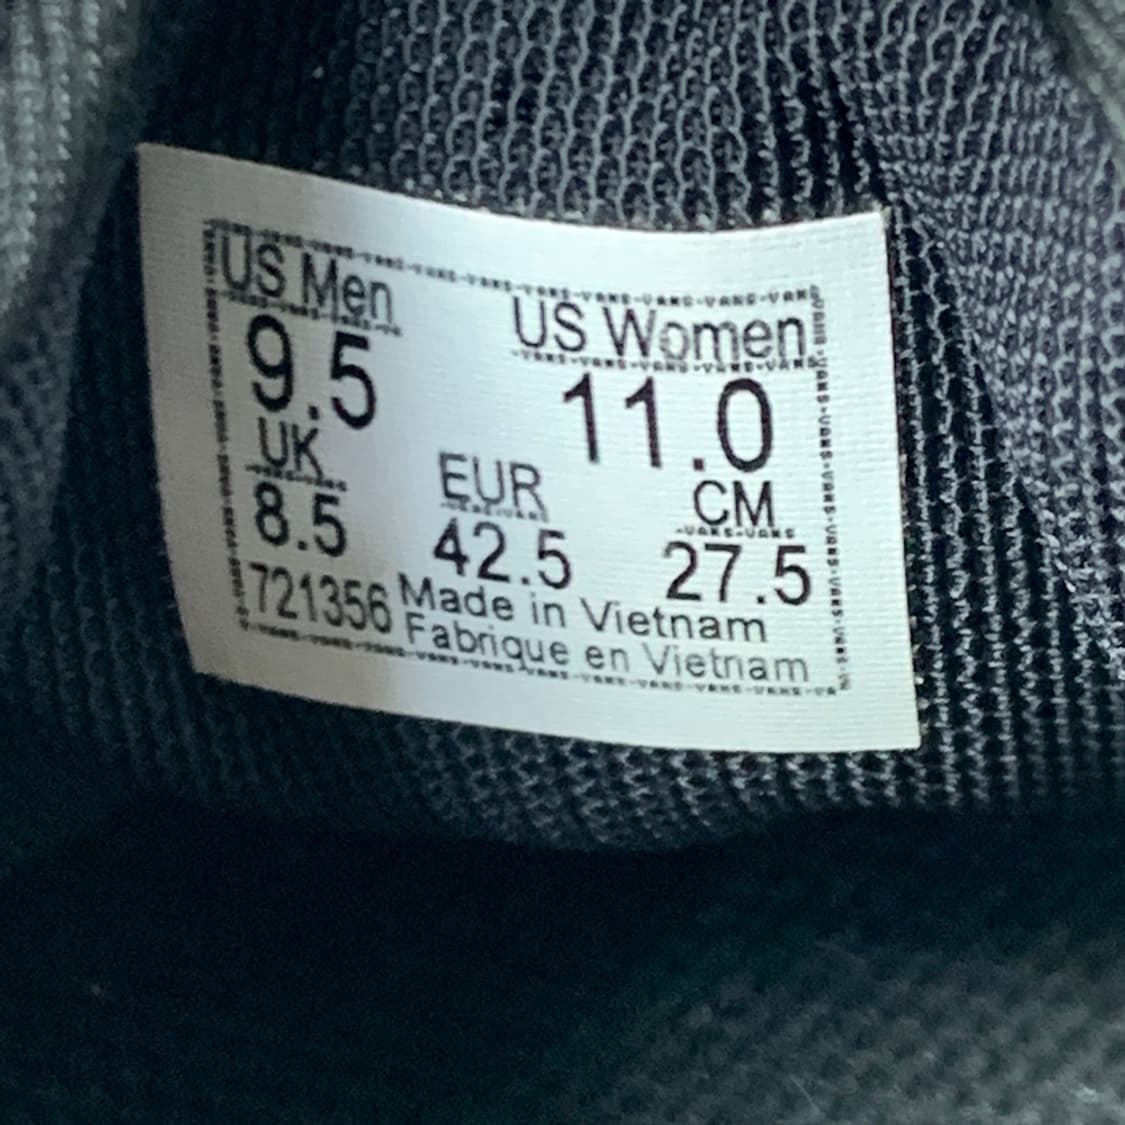 US Men US Women
9.5 11.0
UK EUR CM
8.5 42.5 27.5
721356 Made in Vietnam
Fabrique en Vietnam